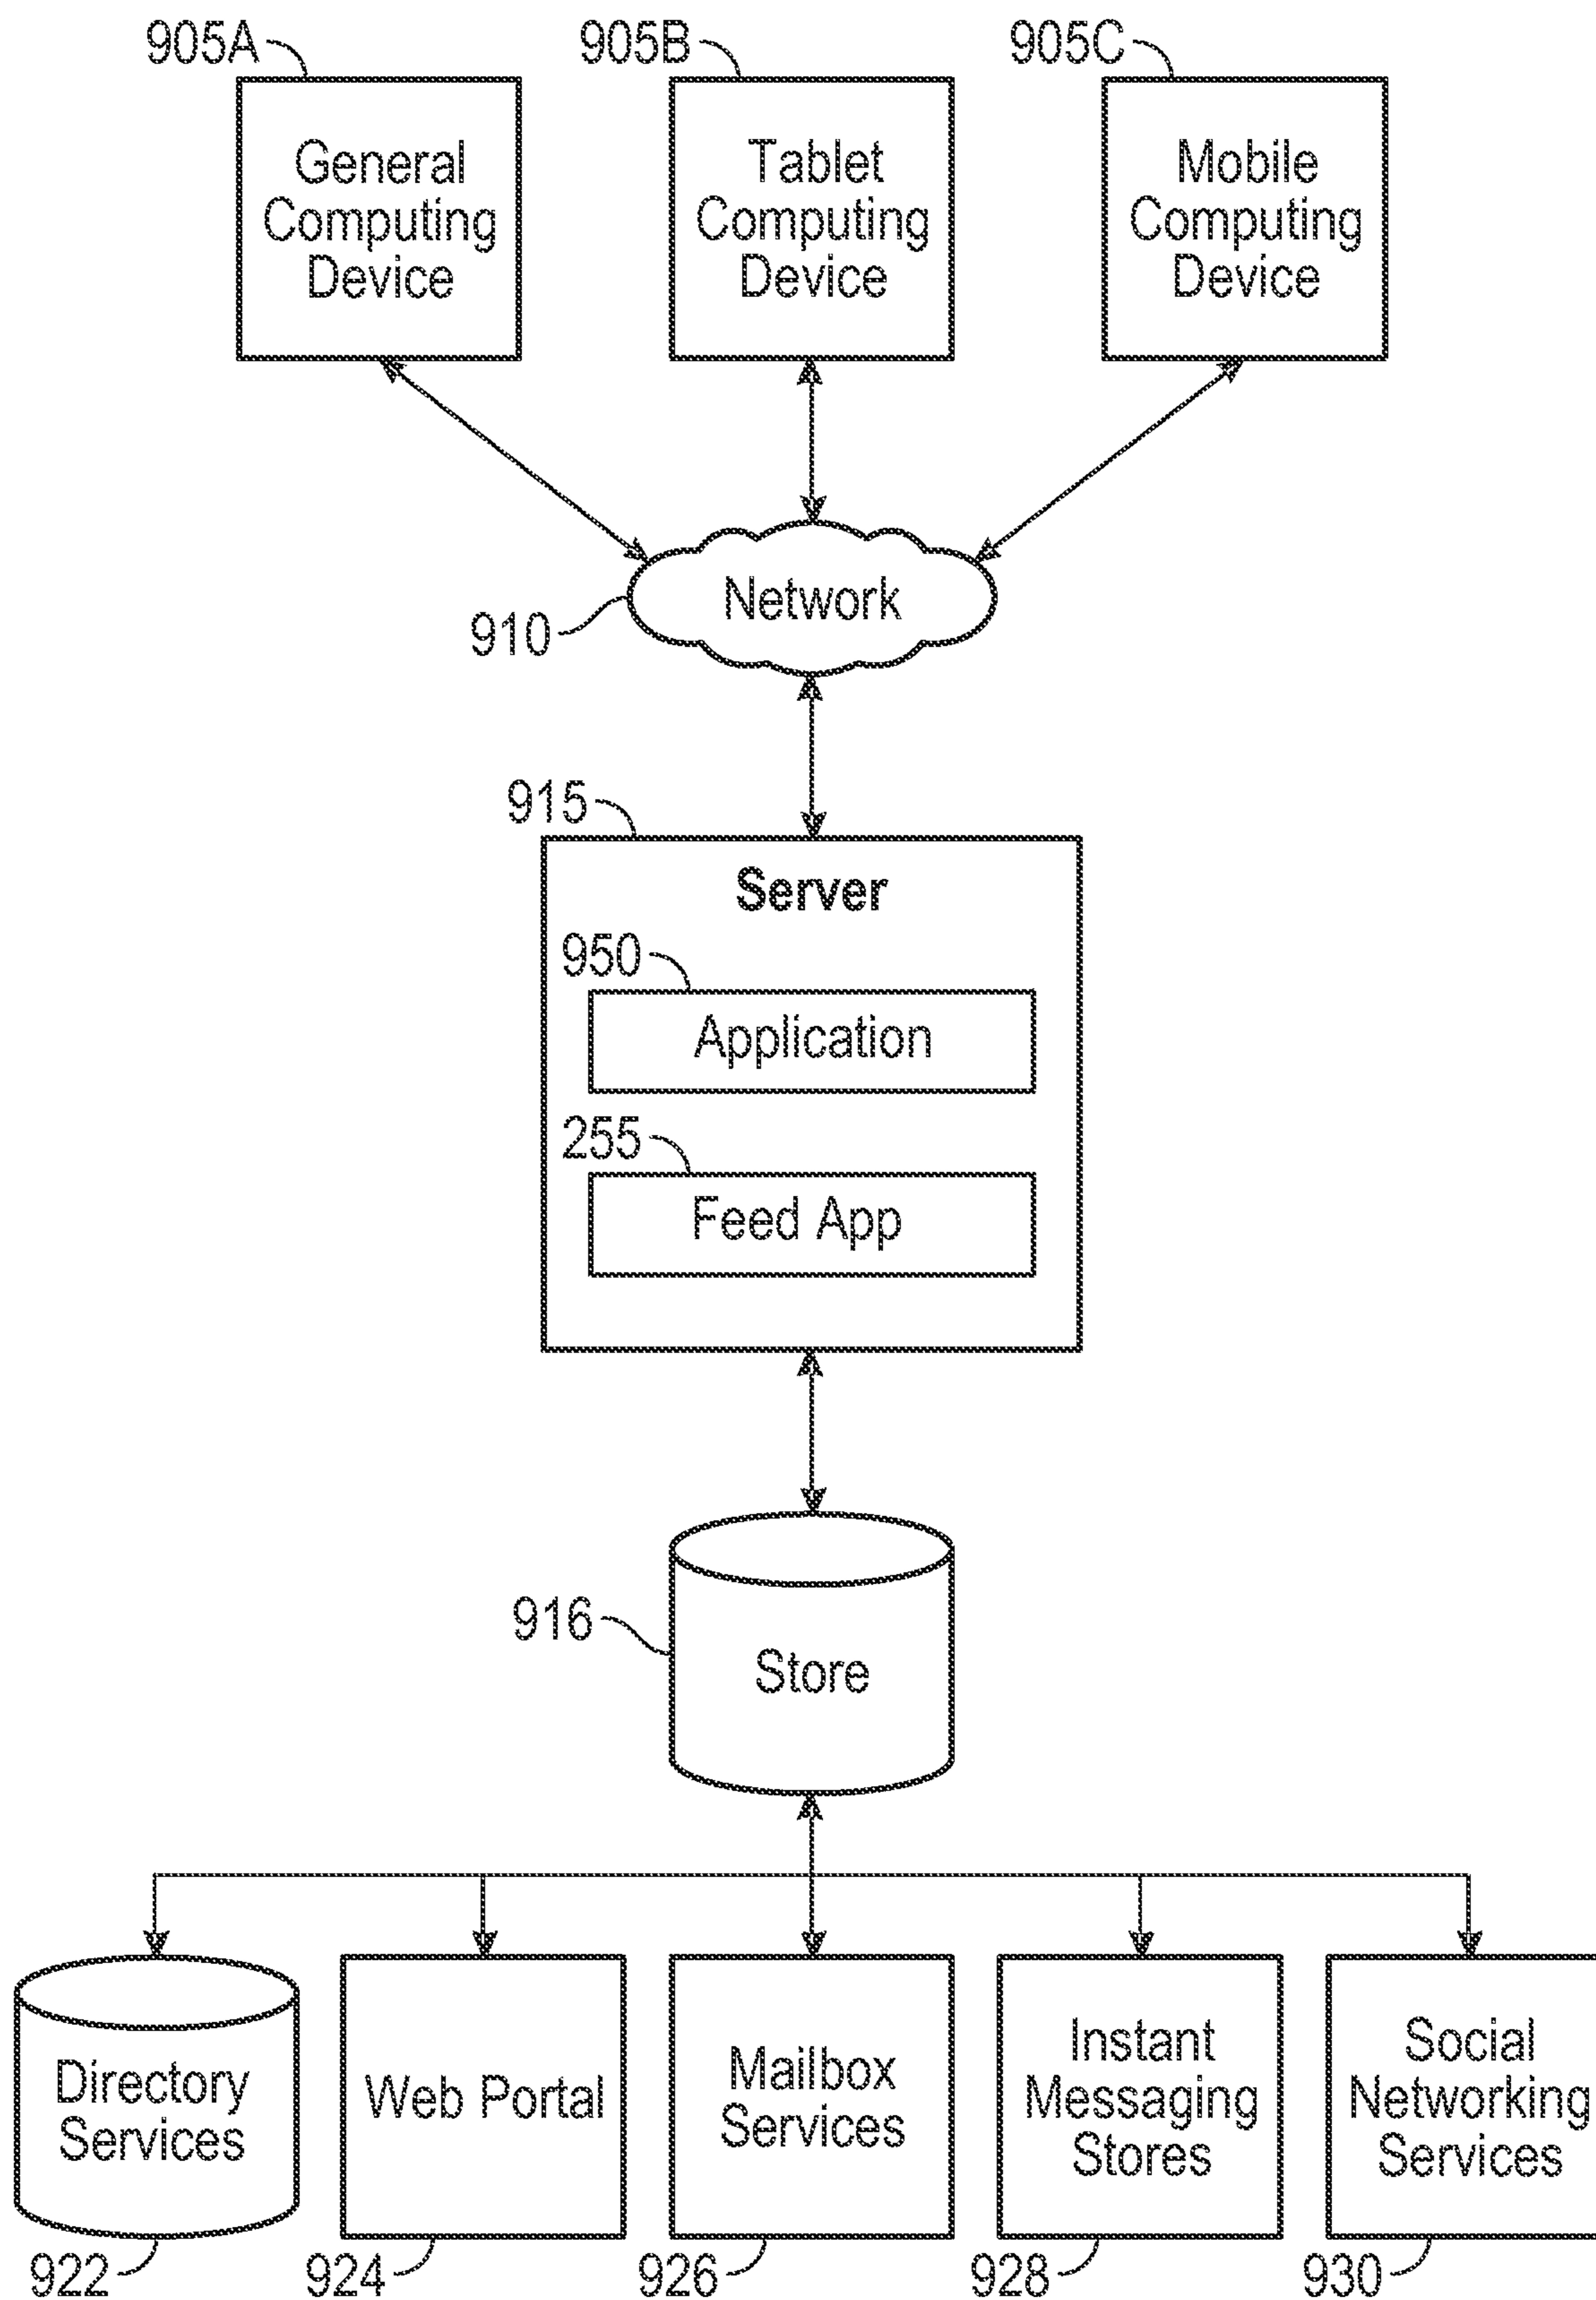 905A
905B
905C
General
Computing
Device
Tablet
Computing
Device
Mobile
Computing
Device
Network
910
915
Server
950
Application
255
Feed App
916
Store
Directory
Services
Web Portal
Mailbox
Services
Instant
Messaging
Stores
Social
Networking
Services
922
924
926
928
930